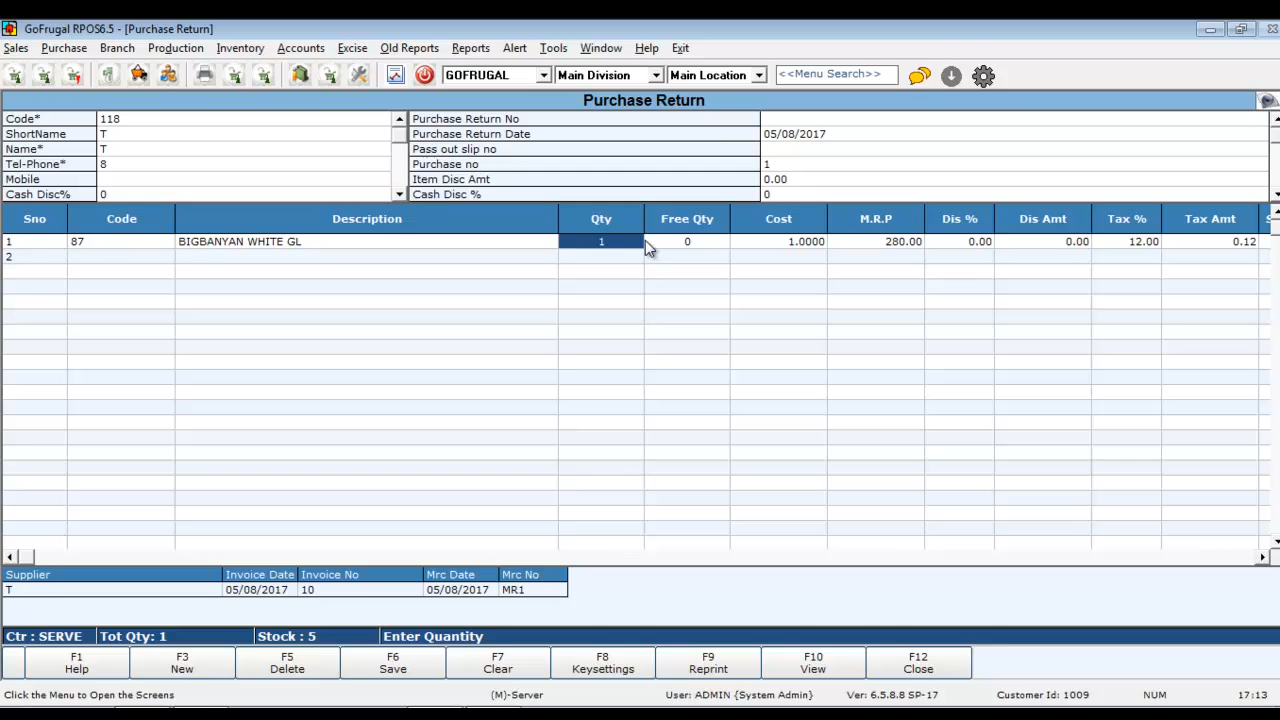 GoFrugal RPOS6.5 - [Purchase Return]
Sales Purchase Branch Production Inventory Accounts Excise Old Reports Reports Alert Tools Window Help Exit
GOFRUGAL Main Division Main Location <<Menu Search>>
Purchase Return
Code* 118 Purchase Return No
ShortName T Purchase Return Date 05/08/2017
Name* T Pass out slip no
Tel-Phone* 8 Purchase no 1
Mobile Item Disc Amt 0.00
Cash Disc% 0 Cash Disc % 0
Sno Code Description Qty Free Qty Cost M.R.P Dis % Dis Amt Tax % Tax Amt
1 87 BIGBANYAN WHITE GL 1 0 1.0000 280.00 0.00 0.00 12.00 0.12
2
Supplier Invoice Date Invoice No Mrc Date Mrc No
T 05/08/2017 10 05/08/2017 MR1
Ctr : SERVE Tot Qty: 1 Stock : 5 Enter Quantity
F1 F3 F5 F6 F7 F8 F9 F10 F12
Help New Delete Save Clear Keysettings Reprint View Close
Click the Menu to Open the Screens (M)-Server User: ADMIN {System Admin} Ver: 6.5.8.8 SP-17 Customer Id: 1009 NUM 17:13